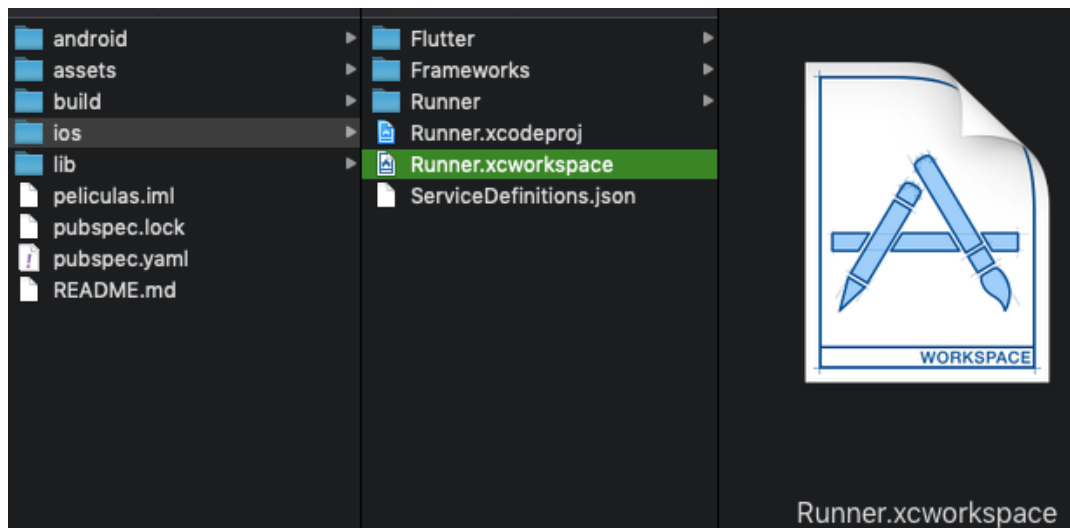 android
assets
build
ios
lib
peliculas.iml
pubspec.lock
pubspec.yaml
README.md
Flutter
Frameworks
Runner
Runner.xcodeproj
Runner.xcworkspace
ServiceDefinitions.json
WORKSPACE
Runner.xcworkspace